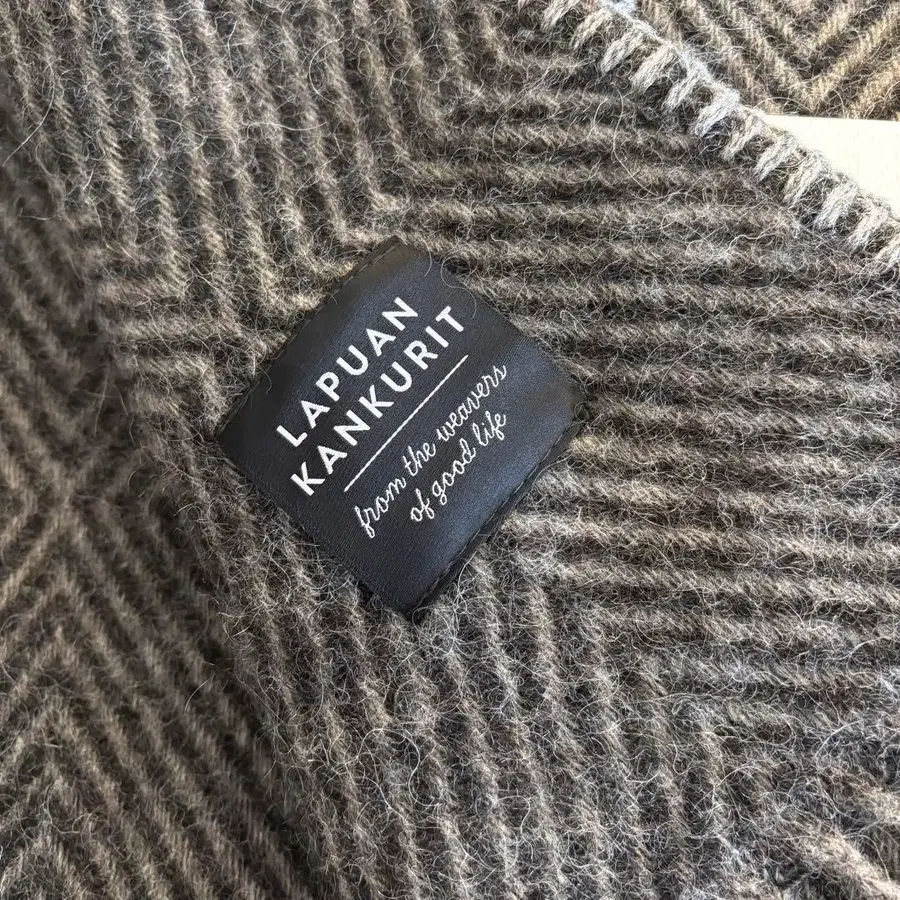 LAPUAN
KANKURIT
from the weavers
of good life